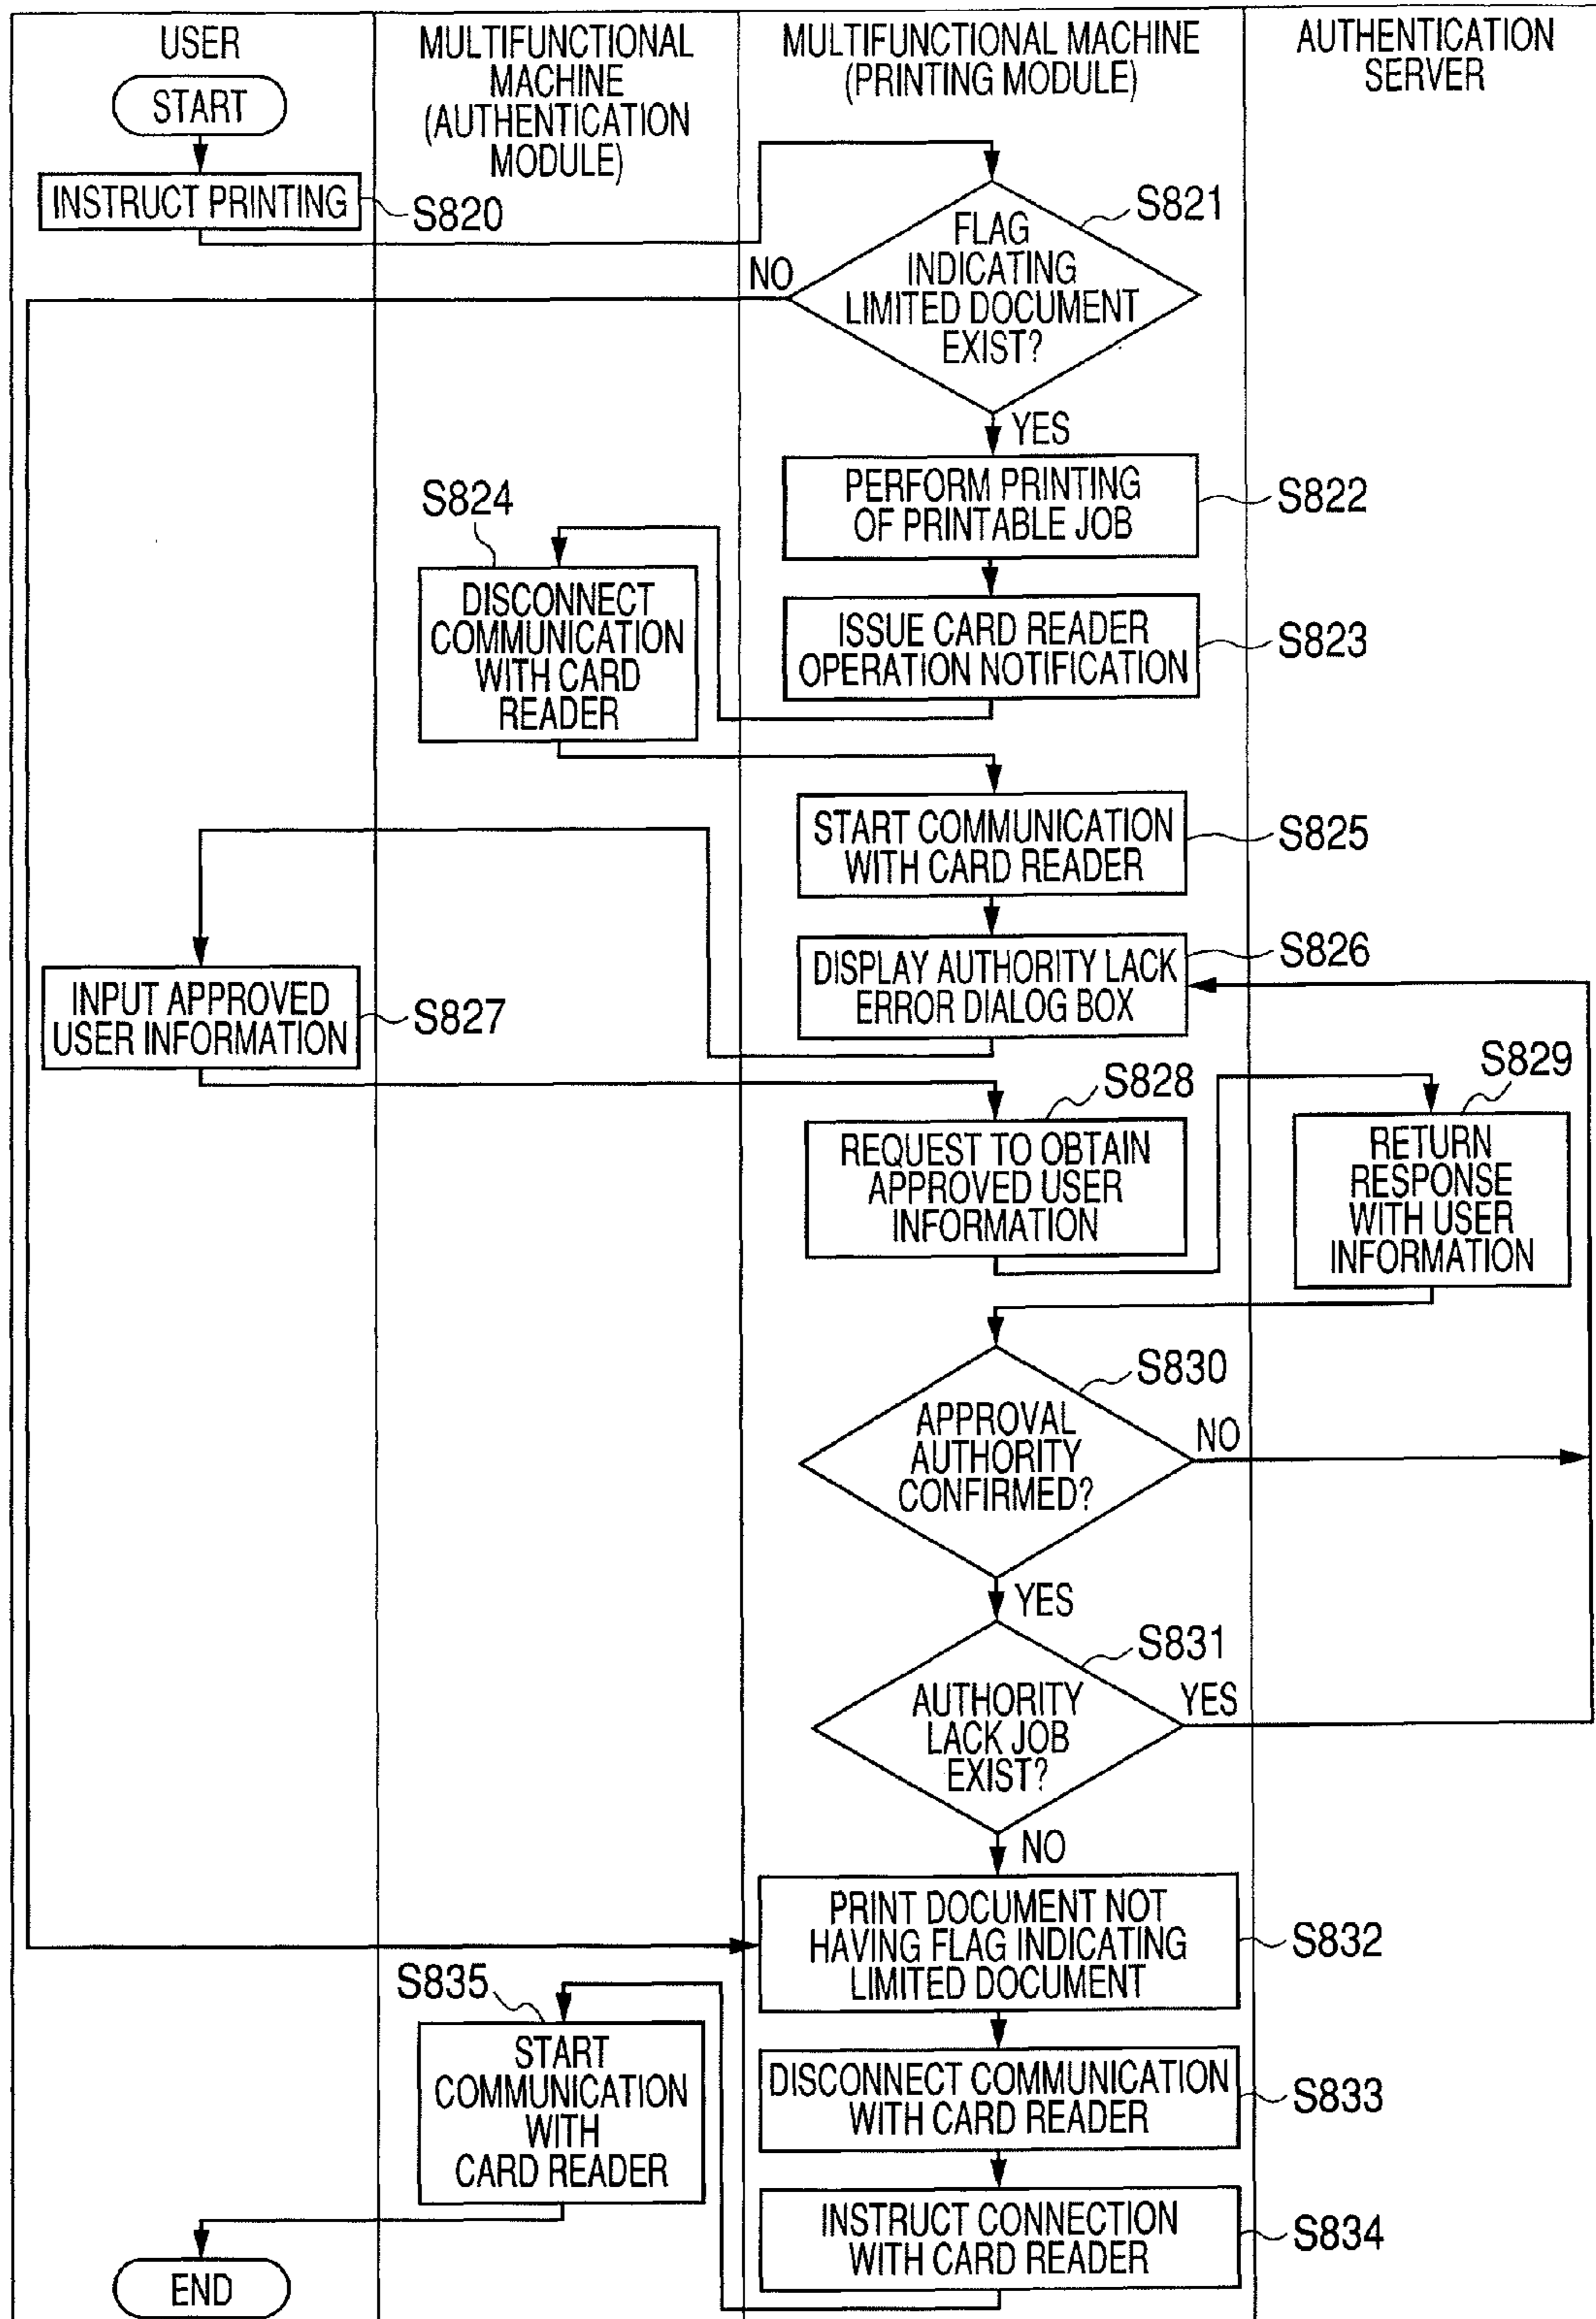 USER
MULTIFUNCTIONAL
MACHINE
(AUTHENTICATION
MODULE)
MULTIFUNCTIONAL MACHINE
(PRINTING MODULE)
AUTHENTICATION
SERVER
START
INSTRUCT PRINTING
S820
FLAG
INDICATING
LIMITED DOCUMENT
EXIST?
S821
NO
YES
PERFORM PRINTING
OF PRINTABLE JOB
S822
ISSUE CARD READER
OPERATION NOTIFICATION
S823
S824
DISCONNECT
COMMUNICATION
WITH CARD
READER
START COMMUNICATION
WITH CARD READER
S825
DISPLAY AUTHORITY LACK
ERROR DIALOG BOX
S826
INPUT APPROVED
USER INFORMATION
S827
S828
REQUEST TO OBTAIN
APPROVED USER
INFORMATION
S829
RETURN
RESPONSE
WITH USER
INFORMATION
S830
APPROVAL
AUTHORITY
CONFIRMED?
NO
YES
S831
AUTHORITY
LACK JOB
EXIST?
YES
NO
PRINT DOCUMENT NOT
HAVING FLAG INDICATING
LIMITED DOCUMENT
S832
DISCONNECT COMMUNICATION
WITH CARD READER
S833
INSTRUCT CONNECTION
WITH CARD READER
S834
S835
START
COMMUNICATION
WITH
CARD READER
END